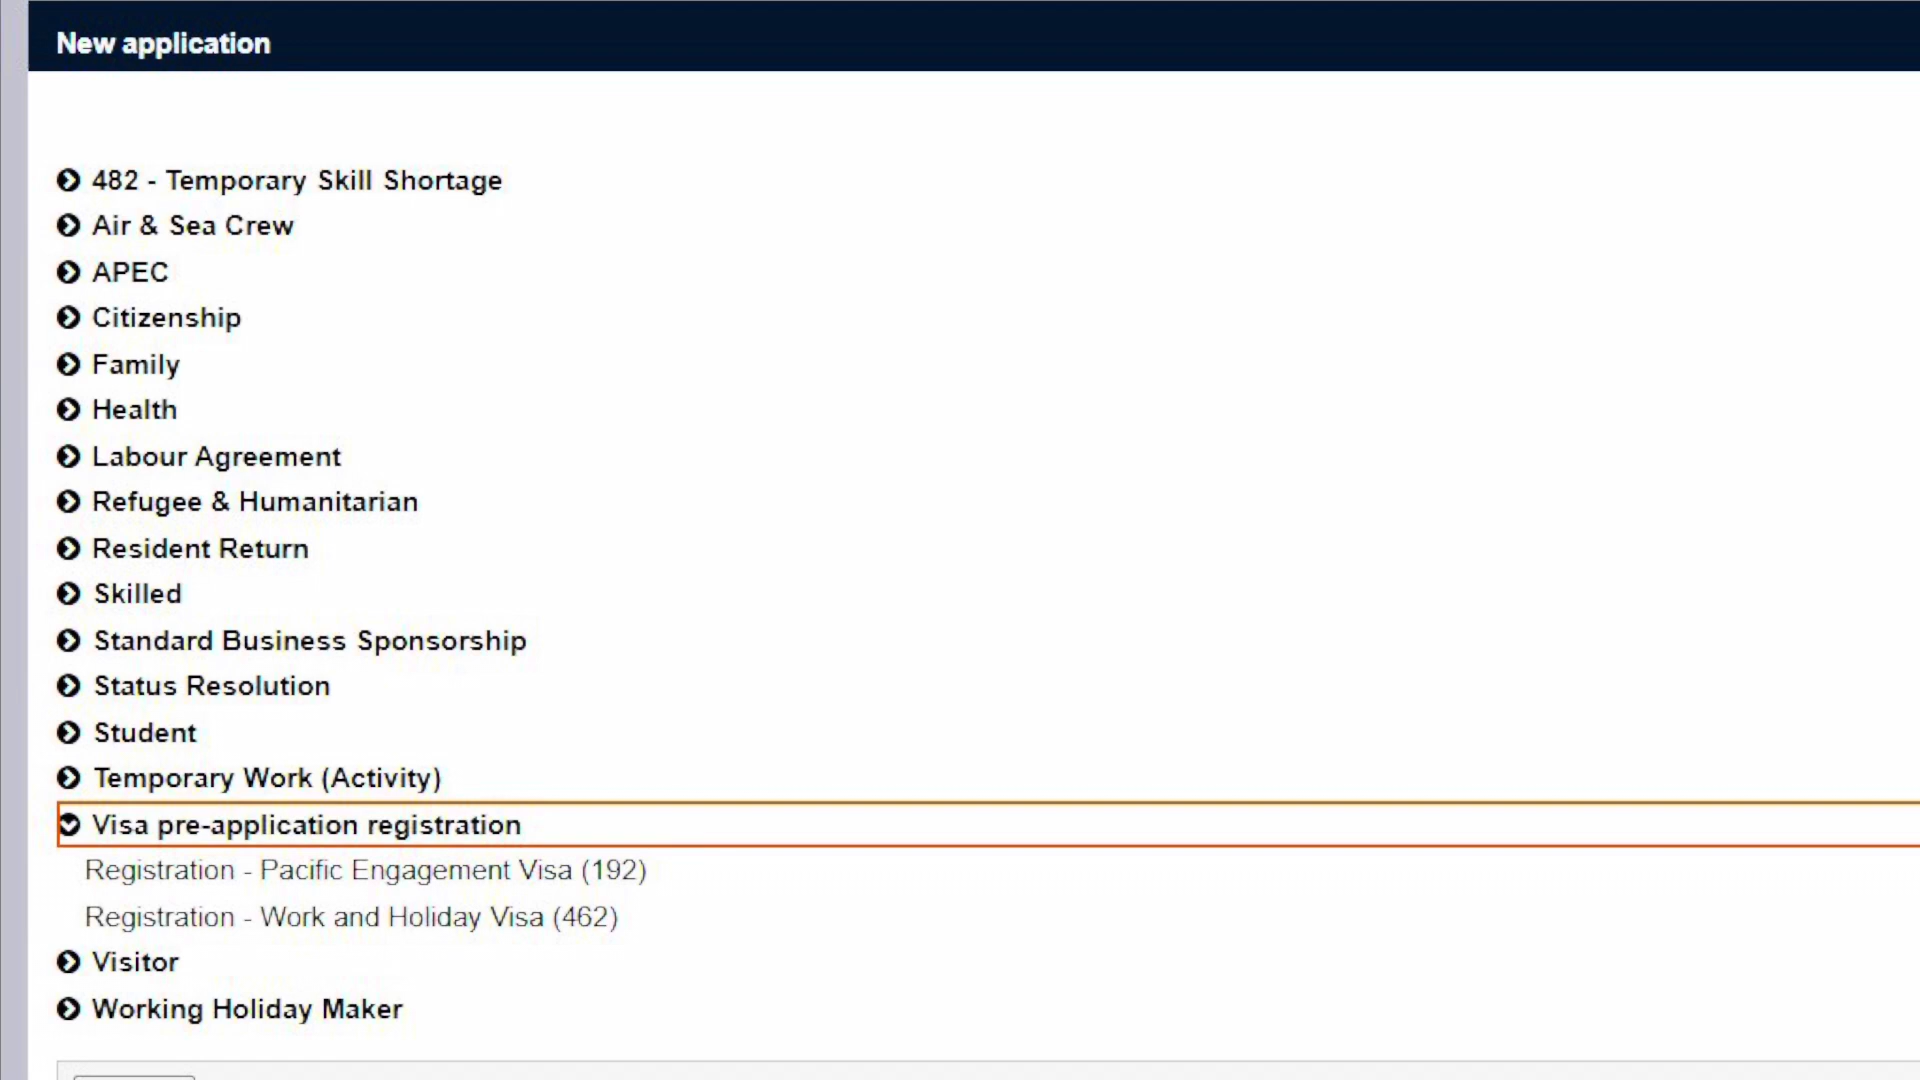 New application
482 - Temporary Skill Shortage
Air & Sea Crew
APEC
Citizenship
Family
Health
Labour Agreement
Refugee & Humanitarian
Resident Return
Skilled
Standard Business Sponsorship
Status Resolution
Student
Temporary Work (Activity)
Visa pre-application registration
Registration - Pacific Engagement Visa (192)
Registration - Work and Holiday Visa (462)
Visitor
Working Holiday Maker